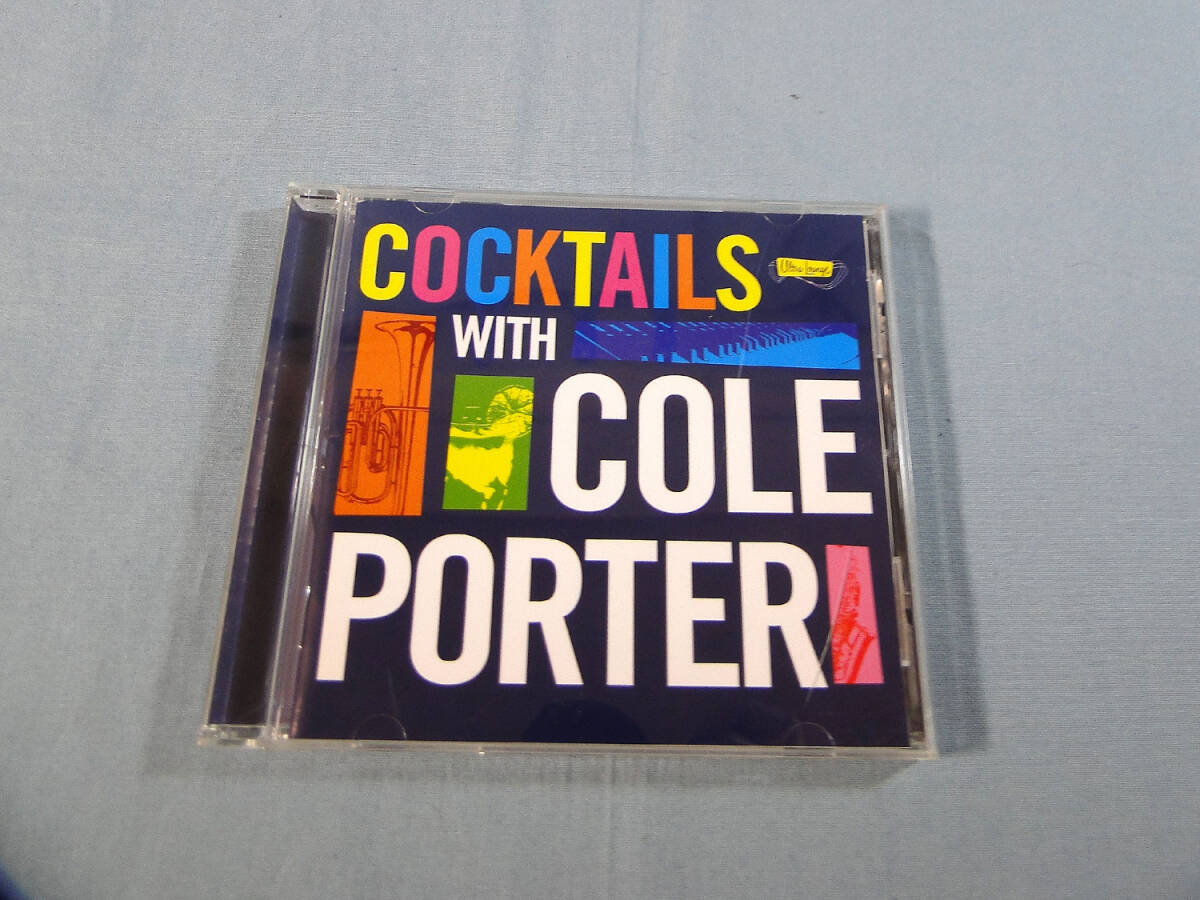 COCKTAILS
Ultra-Lounge
WITH
COLE
PORTER